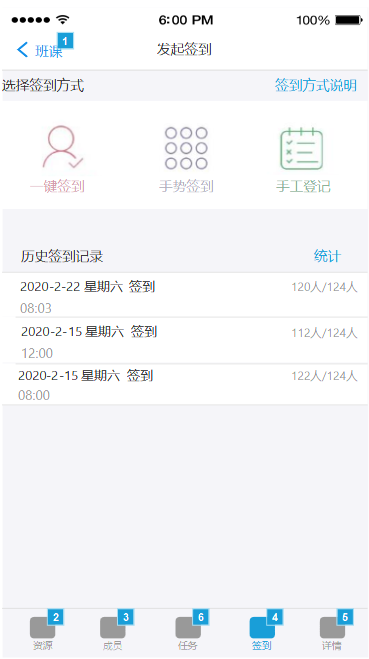 6:00 PM 100%
班课 1 发起签到
选择签到方式 签到方式说明
一键签到 手势签到 手工登记
历史签到记录 统计
2020-2-22 星期六 签到 120人/124人
08:03
2020-2-15 星期六 签到 112人/124人
12:00
2020-2-15 星期六 签到 122人/124人
08:00
2 3 6 4 5
资源 成员 任务 签到 详情